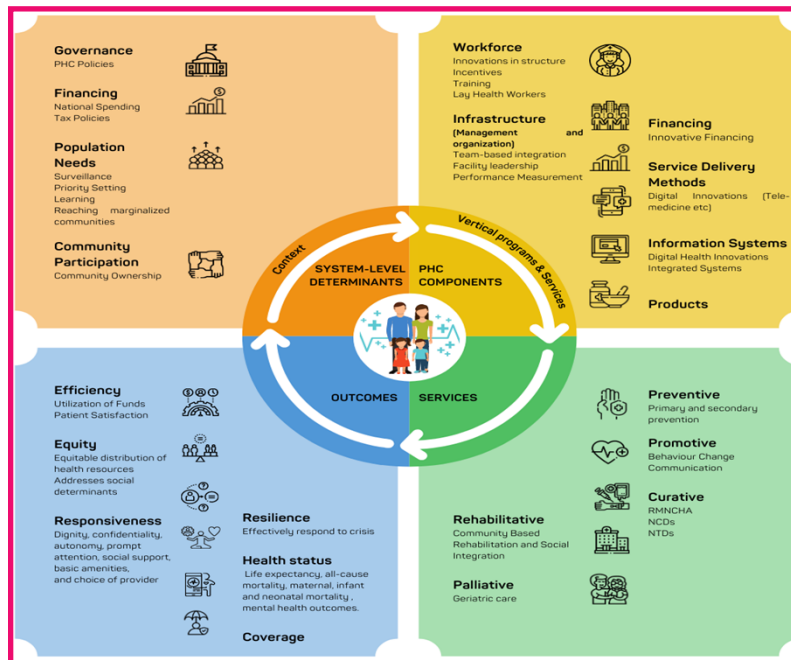 Governance
PHC Policies
Financing
National Spending
Tax Policies
Population
Needs
Surveillance
Priority Setting
Learning
Reaching marginalized
communities
Community
Participation
Community Ownership
Workforce
Innovations in structure
Incentives
Training
Lay Health Workers
Infrastructure
(Management and
organization)
Team-based integration
Facility leadership
Performance Measurement
Financing
Innovative Financing
Service Delivery
Methods
Digital Innovations (Tele-
medicine etc)
Information Systems
Digital Health Innovations
Integrated Systems
Products
Context
SYSTEM-LEVEL
DETERMINANTS
Vertical programs & Services
PHC
COMPONENTS
OUTCOMES
SERVICES
Efficiency
Utilization of Funds
Patient Satisfaction
Equity
Equitable distribution of
health resources
Addresses social
determinants
Responsiveness
Dignity, confidentiality,
autonomy, prompt
attention, social support,
basic amenities,
and choice of provider
Resilience
Effectively respond to crisis
Health status
Life expectancy, all-cause
mortality, maternal, infant
and neonatal mortality ,
mental health outcomes.
Coverage
Preventive
Primary and secondary
prevention
Promotive
Behaviour Change
Communication
Curative
RMNCHA
NCDs
NTDs
Rehabilitative
Community Based
Rehabilitation and Social
Integration
Palliative
Geriatric care